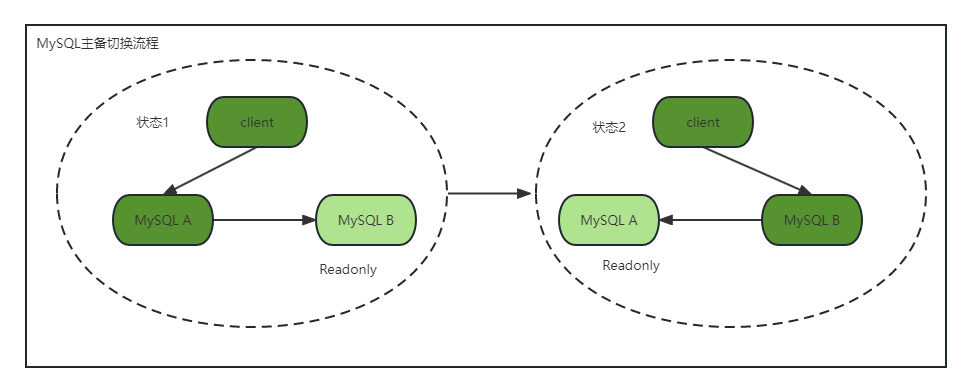 MySQL主备切换流程
状态1
client
MySQL A
MySQL B
Readonly
状态2
client
MySQL A
MySQL B
Readonly